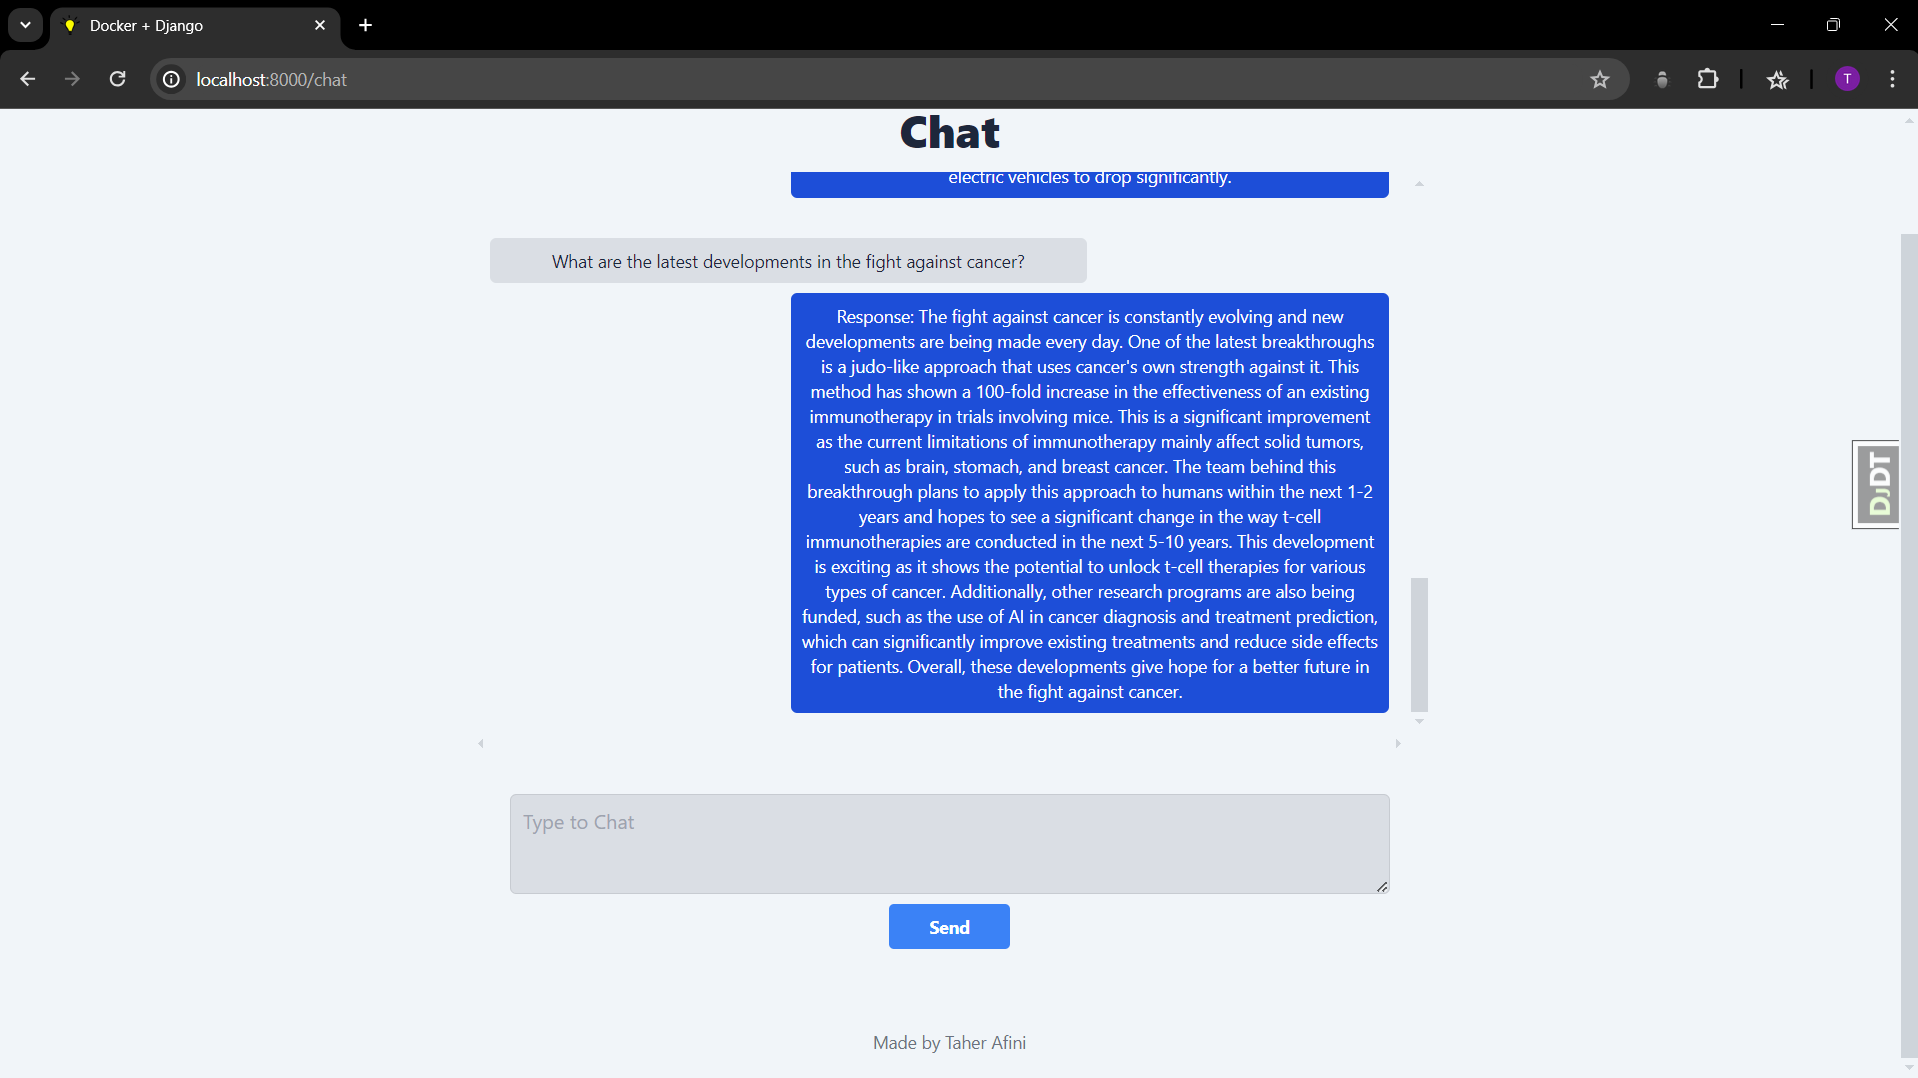 Docker + Django
localhost:8000/chat
T
Chat
electric vehicles to drop significantly.
What are the latest developments in the fight against cancer?
Response: The fight against cancer is constantly evolving and new
developments are being made every day. One of the latest breakthroughs
is a judo-like approach that uses cancer's own strength against it. This
method has shown a 100-fold increase in the effectiveness of an existing
immunotherapy in trials involving mice. This is a significant improvement
as the current limitations of immunotherapy mainly affect solid tumors,
such as brain, stomach, and breast cancer. The team behind this
breakthrough plans to apply this approach to humans within the next 1-2
years and hopes to see a significant change in the way t-cell
immunotherapies are conducted in the next 5-10 years. This development
is exciting as it shows the potential to unlock t-cell therapies for various
types of cancer. Additionally, other research programs are also being
funded, such as the use of AI in cancer diagnosis and treatment prediction,
which can significantly improve existing treatments and reduce side effects
for patients. Overall, these developments give hope for a better future in
the fight against cancer.
DJDT
Type to Chat
Send
Made by Taher Afini